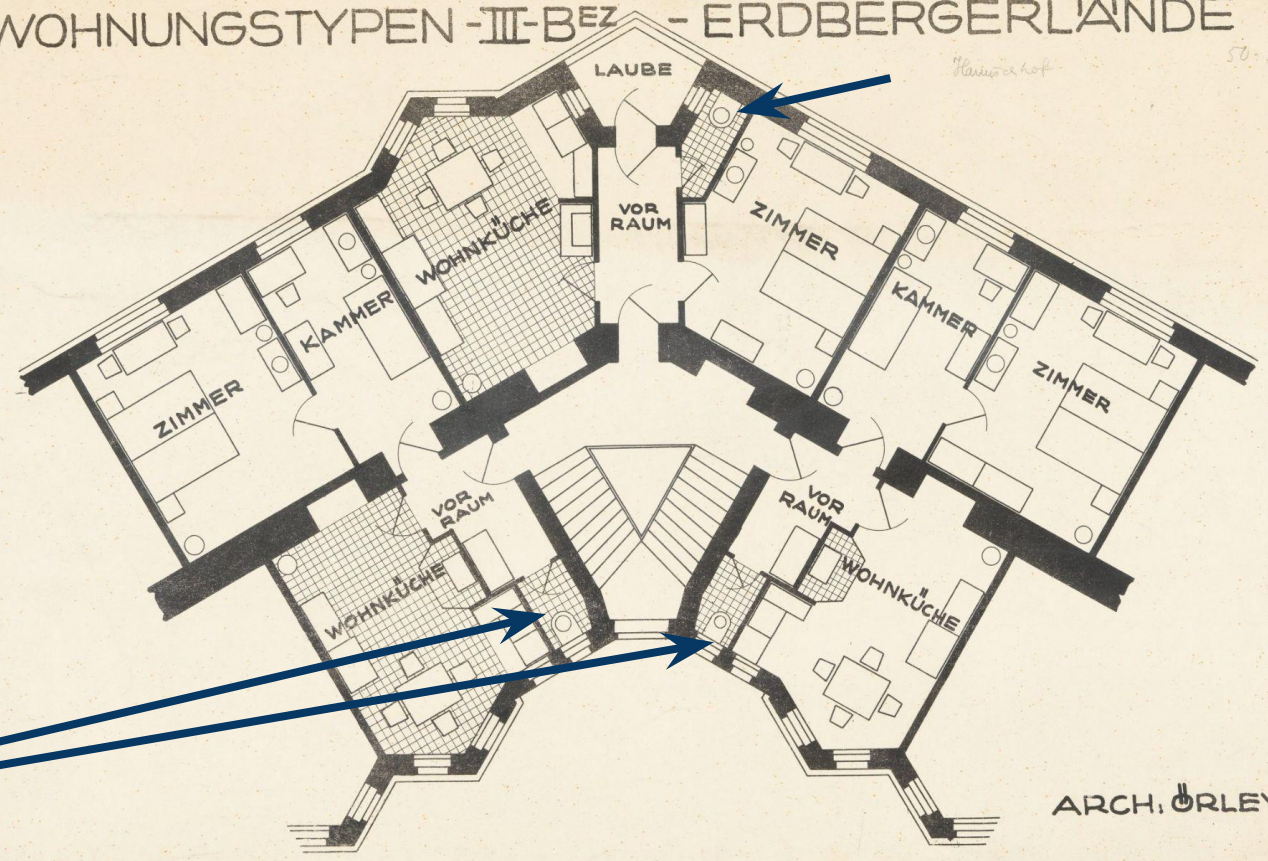 WOHNUNGSTYPEN-III-BEZ - ERDBERGERLÄNDE
50
LAUBE
VOR
RAUM
ZIMMER
WOHNKÜCHE
KAMMER
KAMMER
ZIMMER
ZIMMER
VOR
RAUM
VOR
RAUM
WOHNKÜCHE
WOHNKÜCHE
ARCH: ÖRLEY